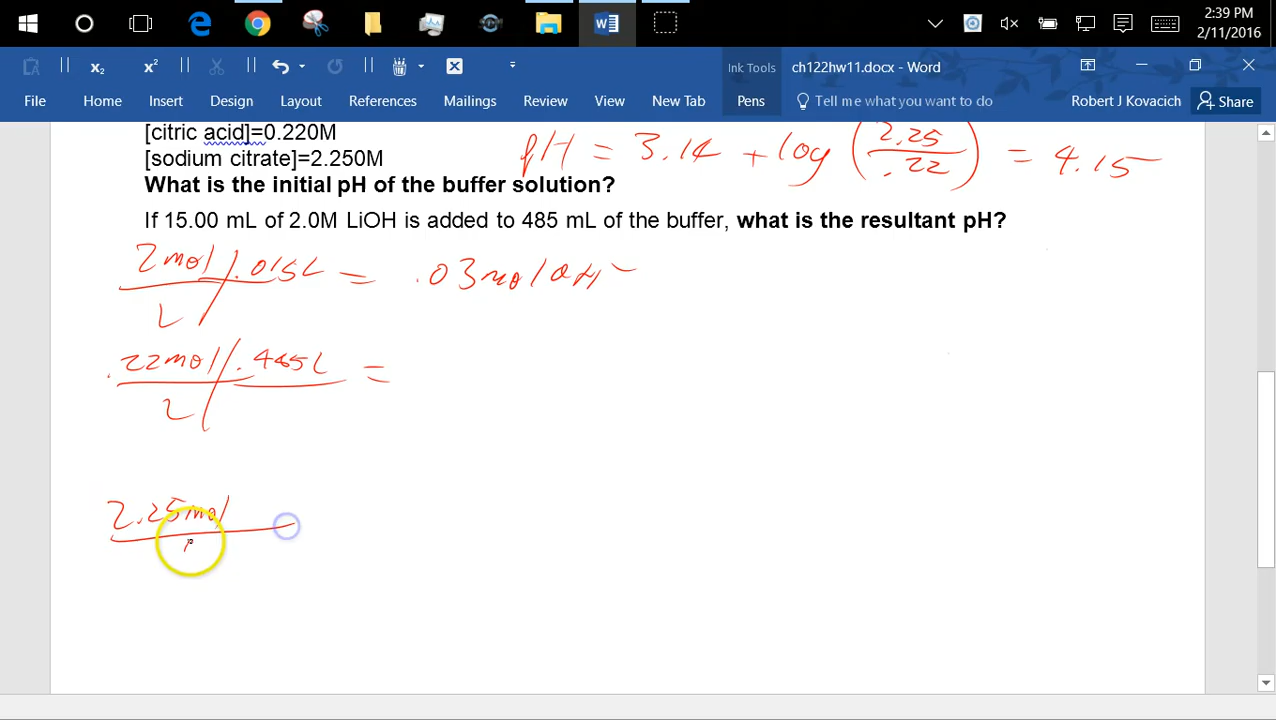 2:39 PM
2/11/2016
x₂ x²
Ink Tools
ch122hw11.docx - Word
File Home Insert Design Layout References Mailings Review View New Tab Pens Tell me what you want to do Robert J Kovacich Share
[citric acid]=0.220M
[sodium citrate]=2.250M
pH = 3.14 + log (2.25/.22) = 4.15
What is the initial pH of the buffer solution?
If 15.00 mL of 2.0M LiOH is added to 485 mL of the buffer, what is the resultant pH?
2mol .015L = .03molOH⁻
L
.22mol .485L =
L
2.25mol